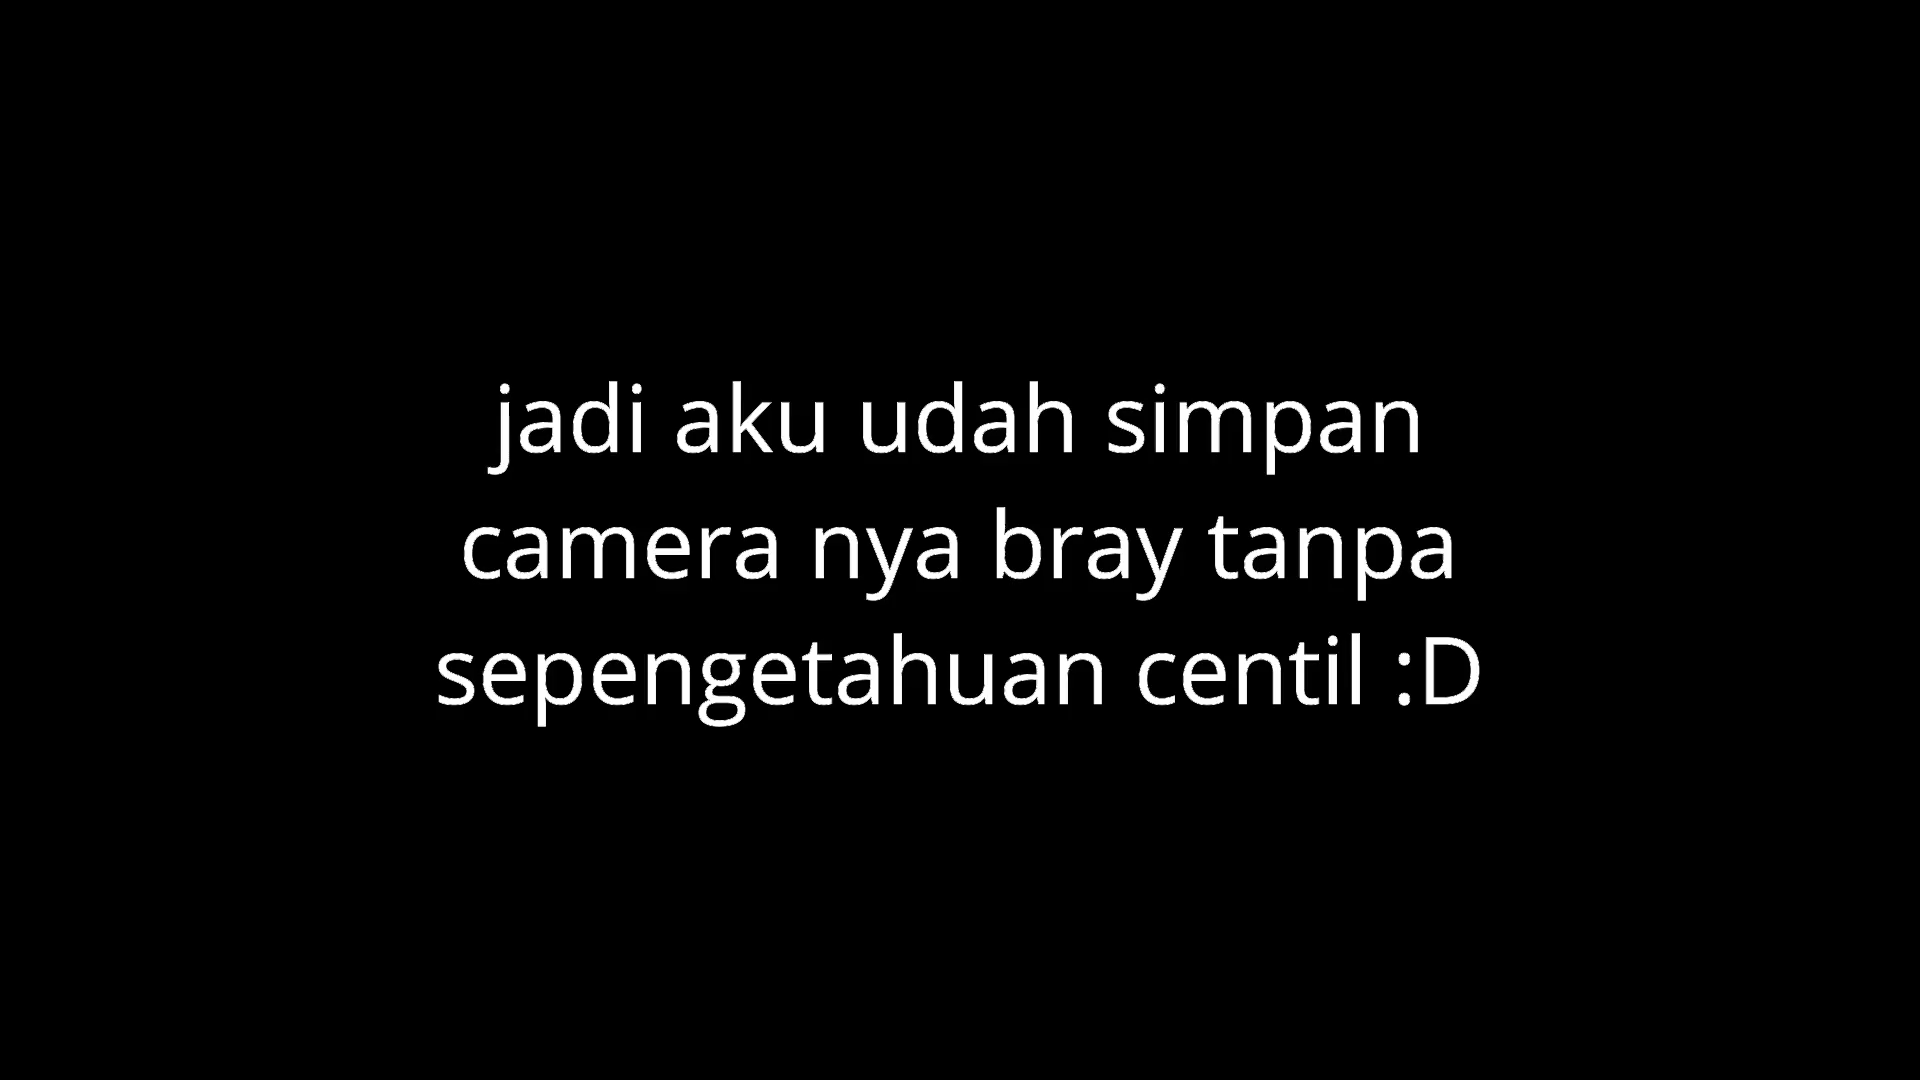 jadi aku udah simpan
camera nya bray tanpa
sepengetahuan centil :D